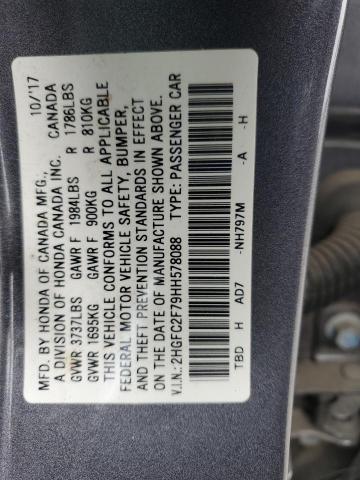 MFD. BY HONDA OF CANADA MFG., 10/'17
A DIVISION OF HONDA CANADA INC. CANADA
GVWR 3737LBS GAWR F 1984LBS R 1786LBS
GVWR 1695KG GAWR F 900KG R 810KG
THIS VEHICLE CONFORMS TO ALL APPLICABLE
FEDERAL MOTOR VEHICLE SAFETY, BUMPER,
AND THEFT PREVENTION STANDARDS IN EFFECT
ON THE DATE OF MANUFACTURE SHOWN ABOVE.
V.I.N.: 2HGFC2F79HH578088 TYPE: PASSENGER CAR
TBD H AD7 -NH797M -A -H